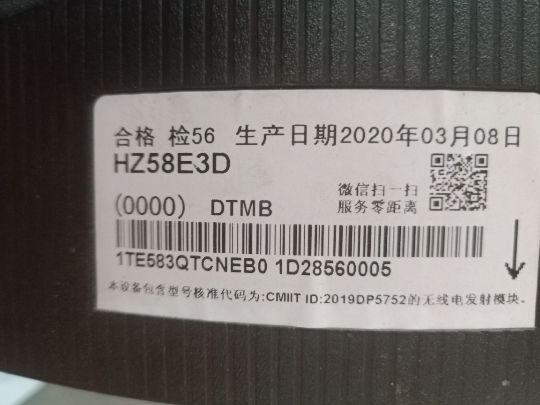 合格 检56 生产日期2020年03月08日
HZ58E3D
微信扫一扫
(0000) DTMB 服务零距离
1TE583QTCNEB0 1D28560005
本设备包含型号核准代码为:CMIIT ID:2019DP5752的无线电发射模块。